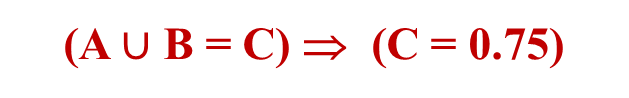 (A ∪ B = C) ⇒ (C = 0.75)